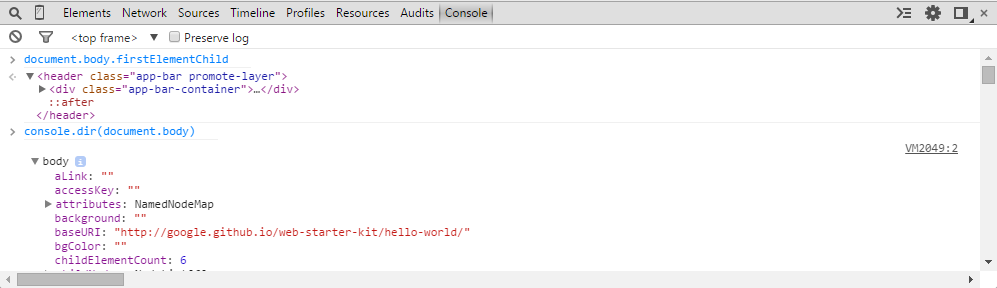 Elements Network Sources Timeline Profiles Resources Audits Console
<top frame> Preserve log
document.body.firstElementChild
<header class="app-bar promote-layer">
<div class="app-bar-container">…</div>
::after
</header>
console.dir(document.body)
VM2049:2
body i
aLink: ""
accessKey: ""
attributes: NamedNodeMap
background: ""
baseURI: "http://google.github.io/web-starter-kit/hello-world/"
bgColor: ""
childElementCount: 6